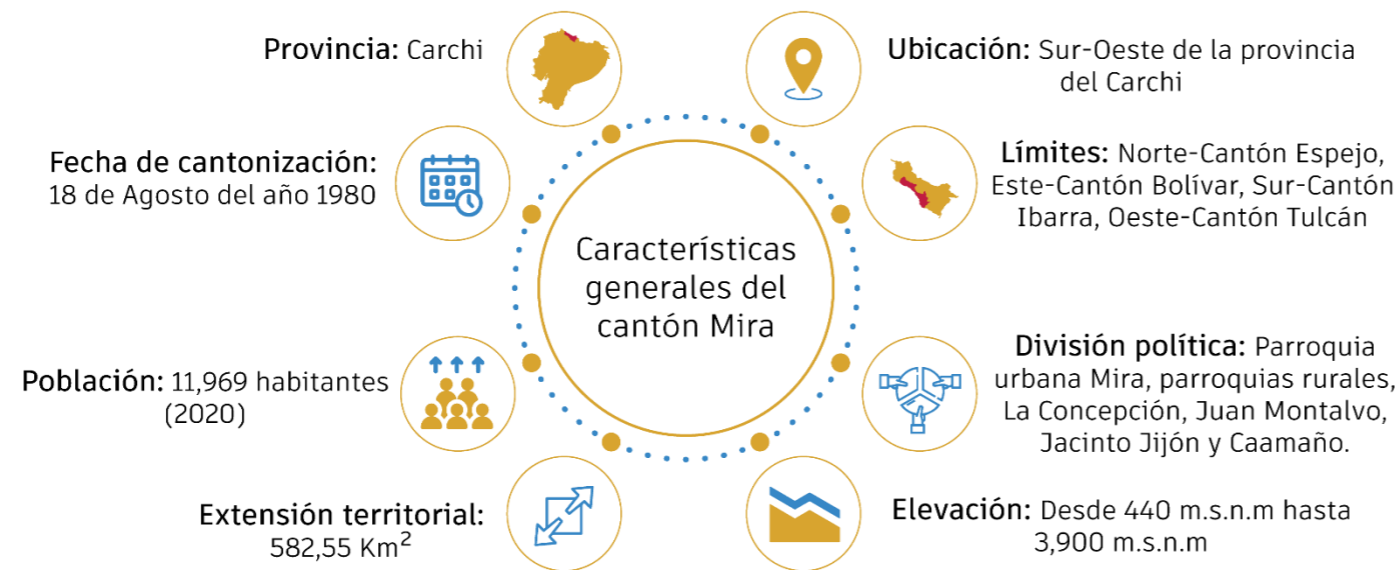 Provincia: Carchi
Ubicación: Sur-Oeste de la provincia
del Carchi
Fecha de cantonización:
18 de Agosto del año 1980
Límites: Norte-Cantón Espejo,
Este-Cantón Bolívar, Sur-Cantón
Ibarra, Oeste-Cantón Tulcán
Características
generales del
cantón Mira
Población: 11,969 habitantes
(2020)
División política: Parroquia
urbana Mira, parroquias rurales,
La Concepción, Juan Montalvo,
Jacinto Jijón y Caamaño.
Extensión territorial:
582,55 Km²
Elevación: Desde 440 m.s.n.m hasta
3,900 m.s.n.m